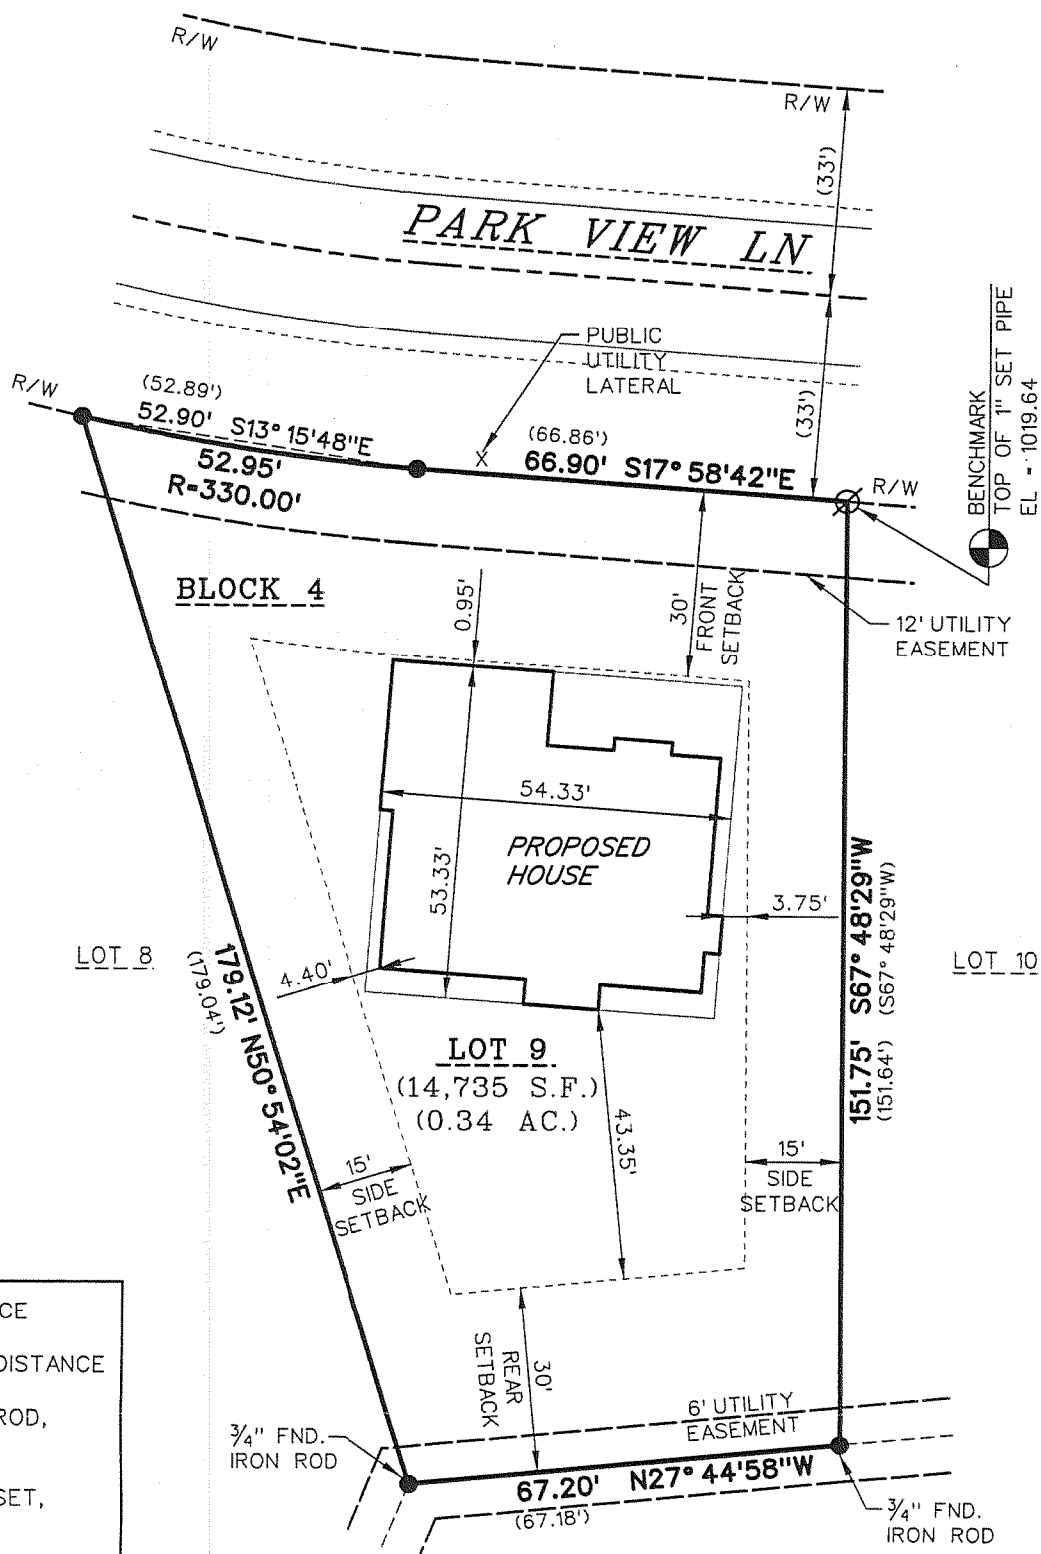 R/W
R/W
(33')
PARK VIEW LN
PUBLIC
UTILITY
LATERAL
(33')
BENCHMARK
TOP OF 1" SET PIPE
EL = 1019.64
R/W
(52.89')
52.90' S13°15'48"E
52.95'
R=330.00'
(66.86')
X
66.90' S17°58'42"E
R/W
BLOCK 4
0.95'
30'
FRONT
SETBACK
12' UTILITY
EASEMENT
54.33'
PROPOSED
HOUSE
53.33'
3.75'
LOT 8
179.12' N50°54'02"E
(179.04')
4.40'
151.75' S67°48'29"W
(151.64') (S67°48'29"W)
LOT 10
LOT 9
(14,735 S.F.)
(0.34 AC.)
43.35'
15'
SIDE
SETBACK
15'
SIDE
SETBACK
30'
REAR
SETBACK
CE
DISTANCE
ROD,
SET,
3/4" FND.
IRON ROD
6' UTILITY
EASEMENT
67.20' N27°44'58"W
(67.18')
3/4" FND.
IRON ROD